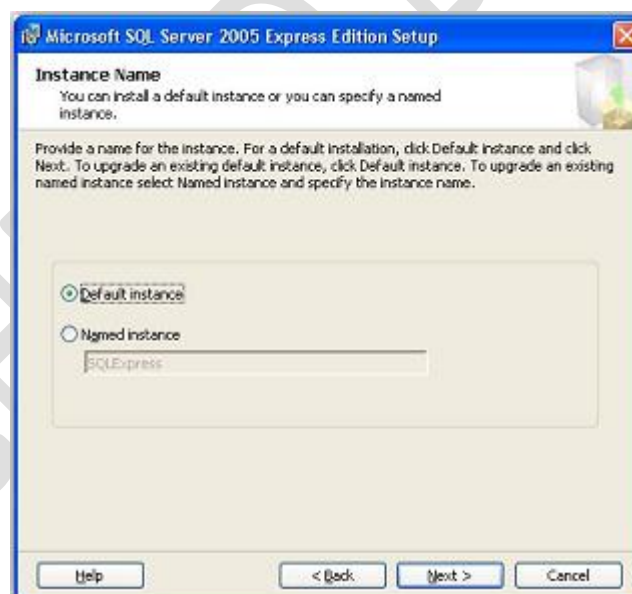 Microsoft SQL Server 2005 Express Edition Setup
Instance Name
You can install a default instance or you can specify a named
instance.
Provide a name for the instance. For a default installation, click Default instance and click
Next. To upgrade an existing default instance, click Default instance. To upgrade an existing
named instance select Named instance and specify the instance name.
Default instance
Named instance
SQLExpress
Help
< Back
Next >
Cancel